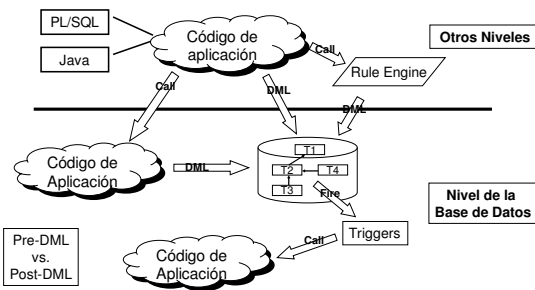 PL/SQL
Java
Código de
aplicación
Call
Otros Niveles
Rule Engine
Call
DML
DML
Código de
Aplicación
DML
T1
T2
T4
T3
Fire
Nivel de la
Base de Datos
Triggers
Call
Código de
Aplicación
Pre-DML
vs.
Post-DML